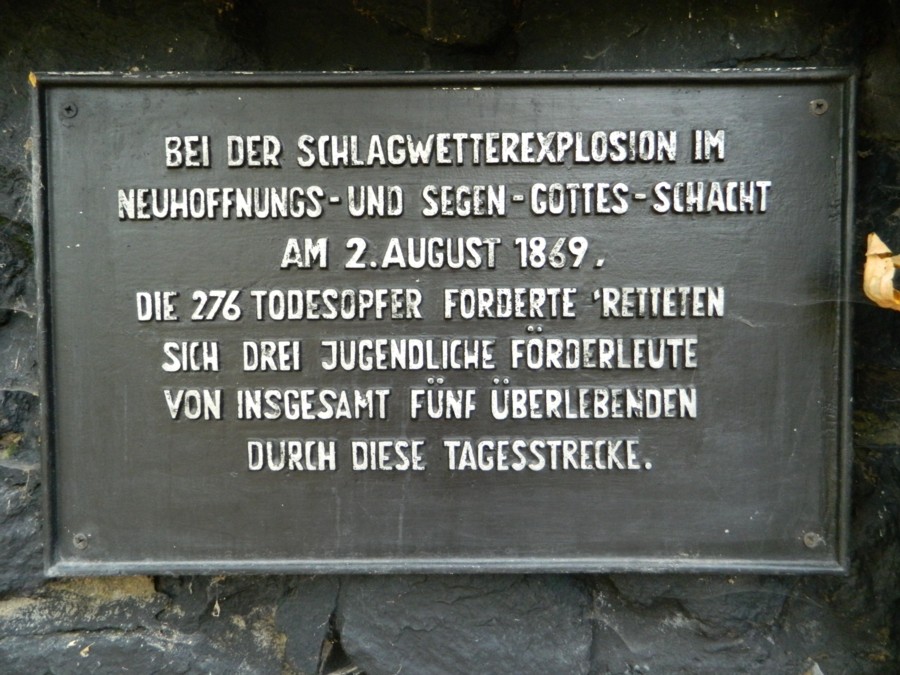 BEI DER SCHLAGWETTEREXPLOSION IM
NEUHOFFNUNGS-UND SEGEN-GOTTES-SCHACHT
AM 2.AUGUST 1869,
DIE 276 TODESOPFER FORDERTE 'RETTETEN
SICH DREI JUGENDLICHE FÖRDERLEUTE
VON INSGESAMT FÜNF ÜBERLEBENDEN
DURCH DIESE TAGESSTRECKE.